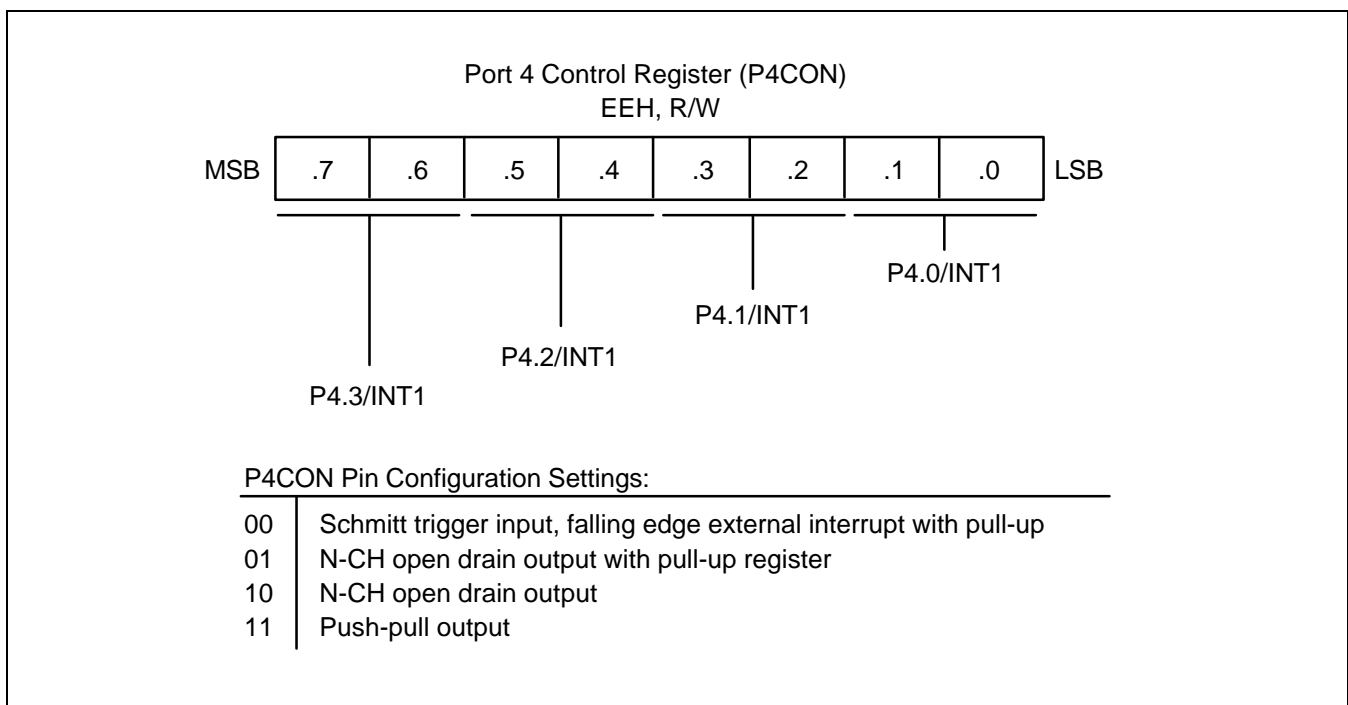 Port 4 Control Register (P4CON)
EEH, R/W
MSB .7 .6 .5 .4 .3 .2 .1 .0 LSB
P4.0/INT1
P4.1/INT1
P4.2/INT1
P4.3/INT1
P4CON Pin Configuration Settings:
00 Schmitt trigger input, falling edge external interrupt with pull-up
01 N-CH open drain output with pull-up register
10 N-CH open drain output
11 Push-pull output